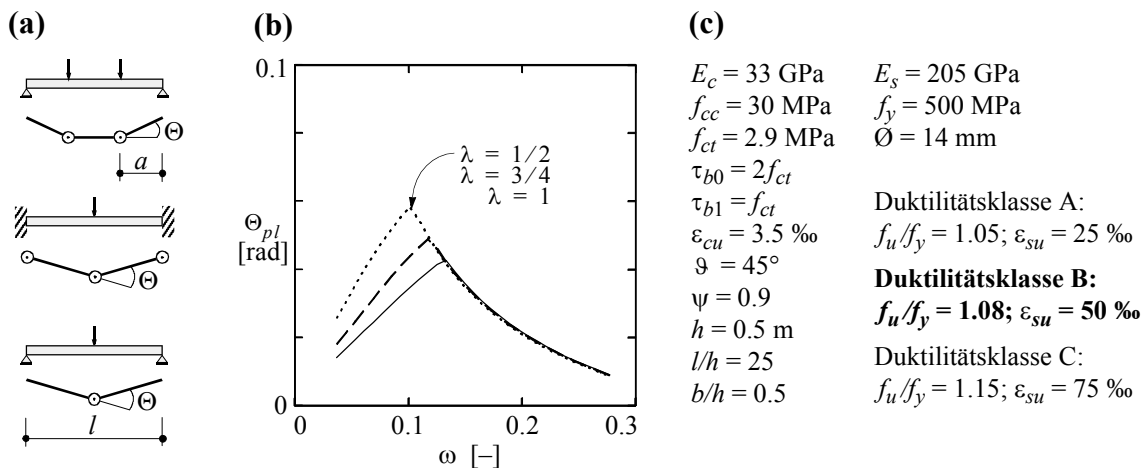 (a)
Θ
a
Θ
Θ
l
(b)
0.1
Θpl
[rad]
0
λ = 1/2
λ = 3/4
λ = 1
0 0.1 0.2 0.3
ω [–]
(c)
Ec = 33 GPa
fcc = 30 MPa
fct = 2.9 MPa
τb0 = 2fct
τb1 = fct
εcu = 3.5 ‰
ϑ = 45°
ψ = 0.9
h = 0.5 m
l/h = 25
b/h = 0.5
Es = 205 GPa
fy = 500 MPa
Ø = 14 mm
Duktilitätsklasse A:
fu/fy = 1.05; εsu = 25 ‰
Duktilitätsklasse B:
fu/fy = 1.08; εsu = 50 ‰
Duktilitätsklasse C:
fu/fy = 1.15; εsu = 75 ‰